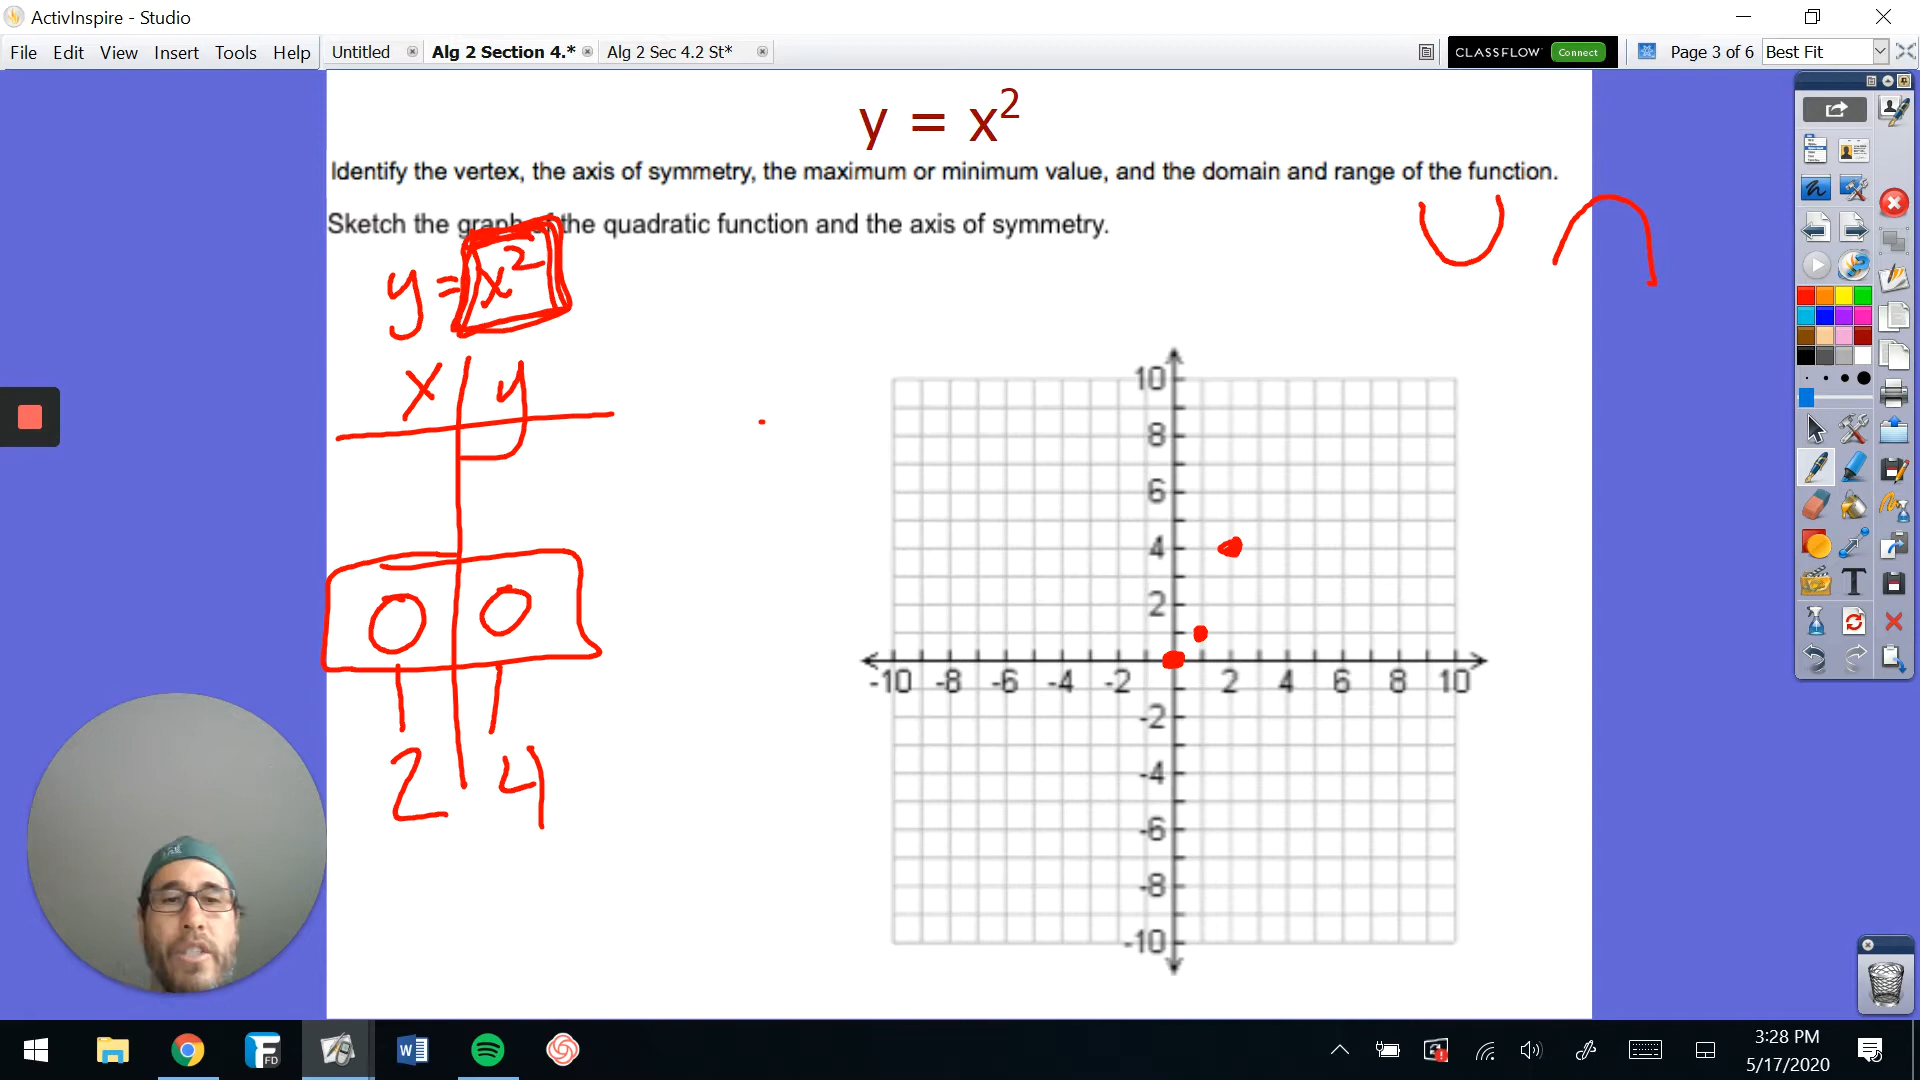 ActivInspire - Studio
File Edit View Insert Tools Help
Untitled Alg 2 Section 4.* Alg 2 Sec 4.2 St*
CLASSFLOW Connect
Page 3 of 6 Best Fit
y = x²
Identify the vertex, the axis of symmetry, the maximum or minimum value, and the domain and range of the function.
Sketch the graph of the quadratic function and the axis of symmetry.
y = x²
x y
0 0
1 1
2 4
10
8
6
4
2
-10 -8 -6 -4 -2 2 4 6 8 10
-2
-4
-6
-8
-10
T
W
FD
3:28 PM
5/17/2020